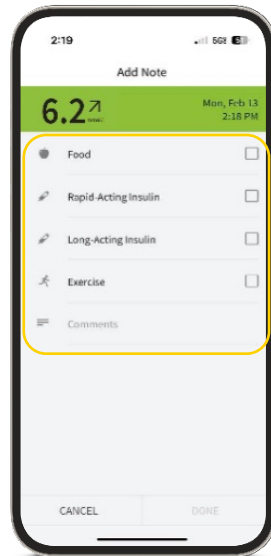 2:19
5G
Add Note
6.2
Mon, Feb 13
2:18 PM
Food
Rapid-Acting Insulin
Long-Acting Insulin
Exercise
Comments
CANCEL DONE